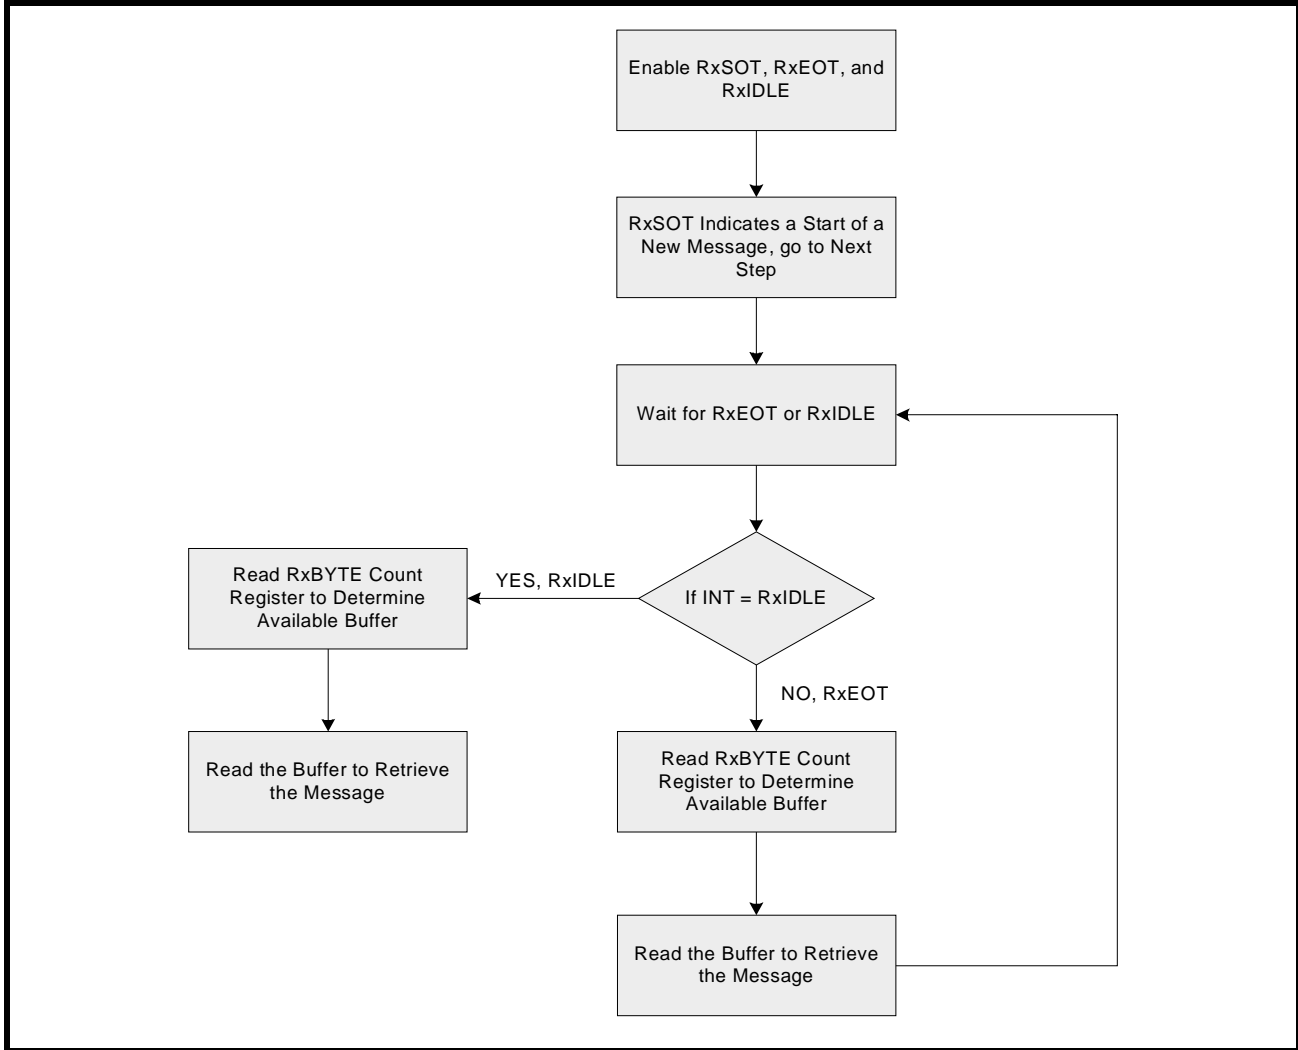 Enable RxSOT, RxEOT, and
RxIDLE
RxSOT Indicates a Start of a
New Message, go to Next
Step
Wait for RxEOT or RxIDLE
If INT = RxIDLE
YES, RxIDLE
Read RxBYTE Count
Register to Determine
Available Buffer
Read the Buffer to Retrieve
the Message
NO, RxEOT
Read RxBYTE Count
Register to Determine
Available Buffer
Read the Buffer to Retrieve
the Message